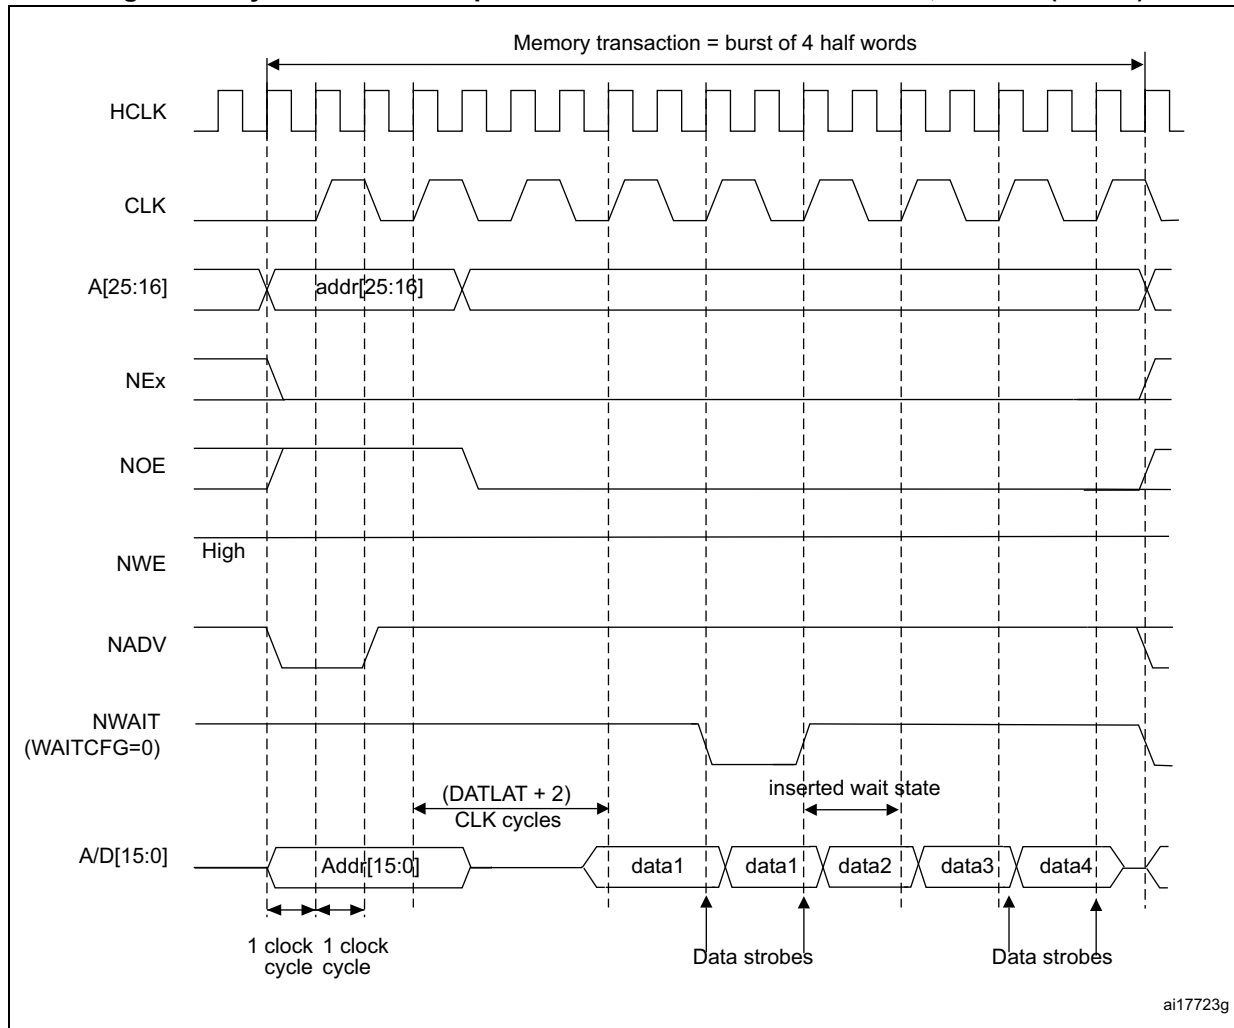 Memory transaction = burst of 4 half words
HCLK
CLK
A[25:16]
addr[25:16]
NEx
NOE
High
NWE
NADV
NWAIT
(WAITCFG=0)
inserted wait state
(DATLAT + 2)
CLK cycles
A/D[15:0]
Addr[15:0]
data1
data1
data2
data3
data4
1 clock
cycle
1 clock
cycle
Data strobes
Data strobes
ai17723g